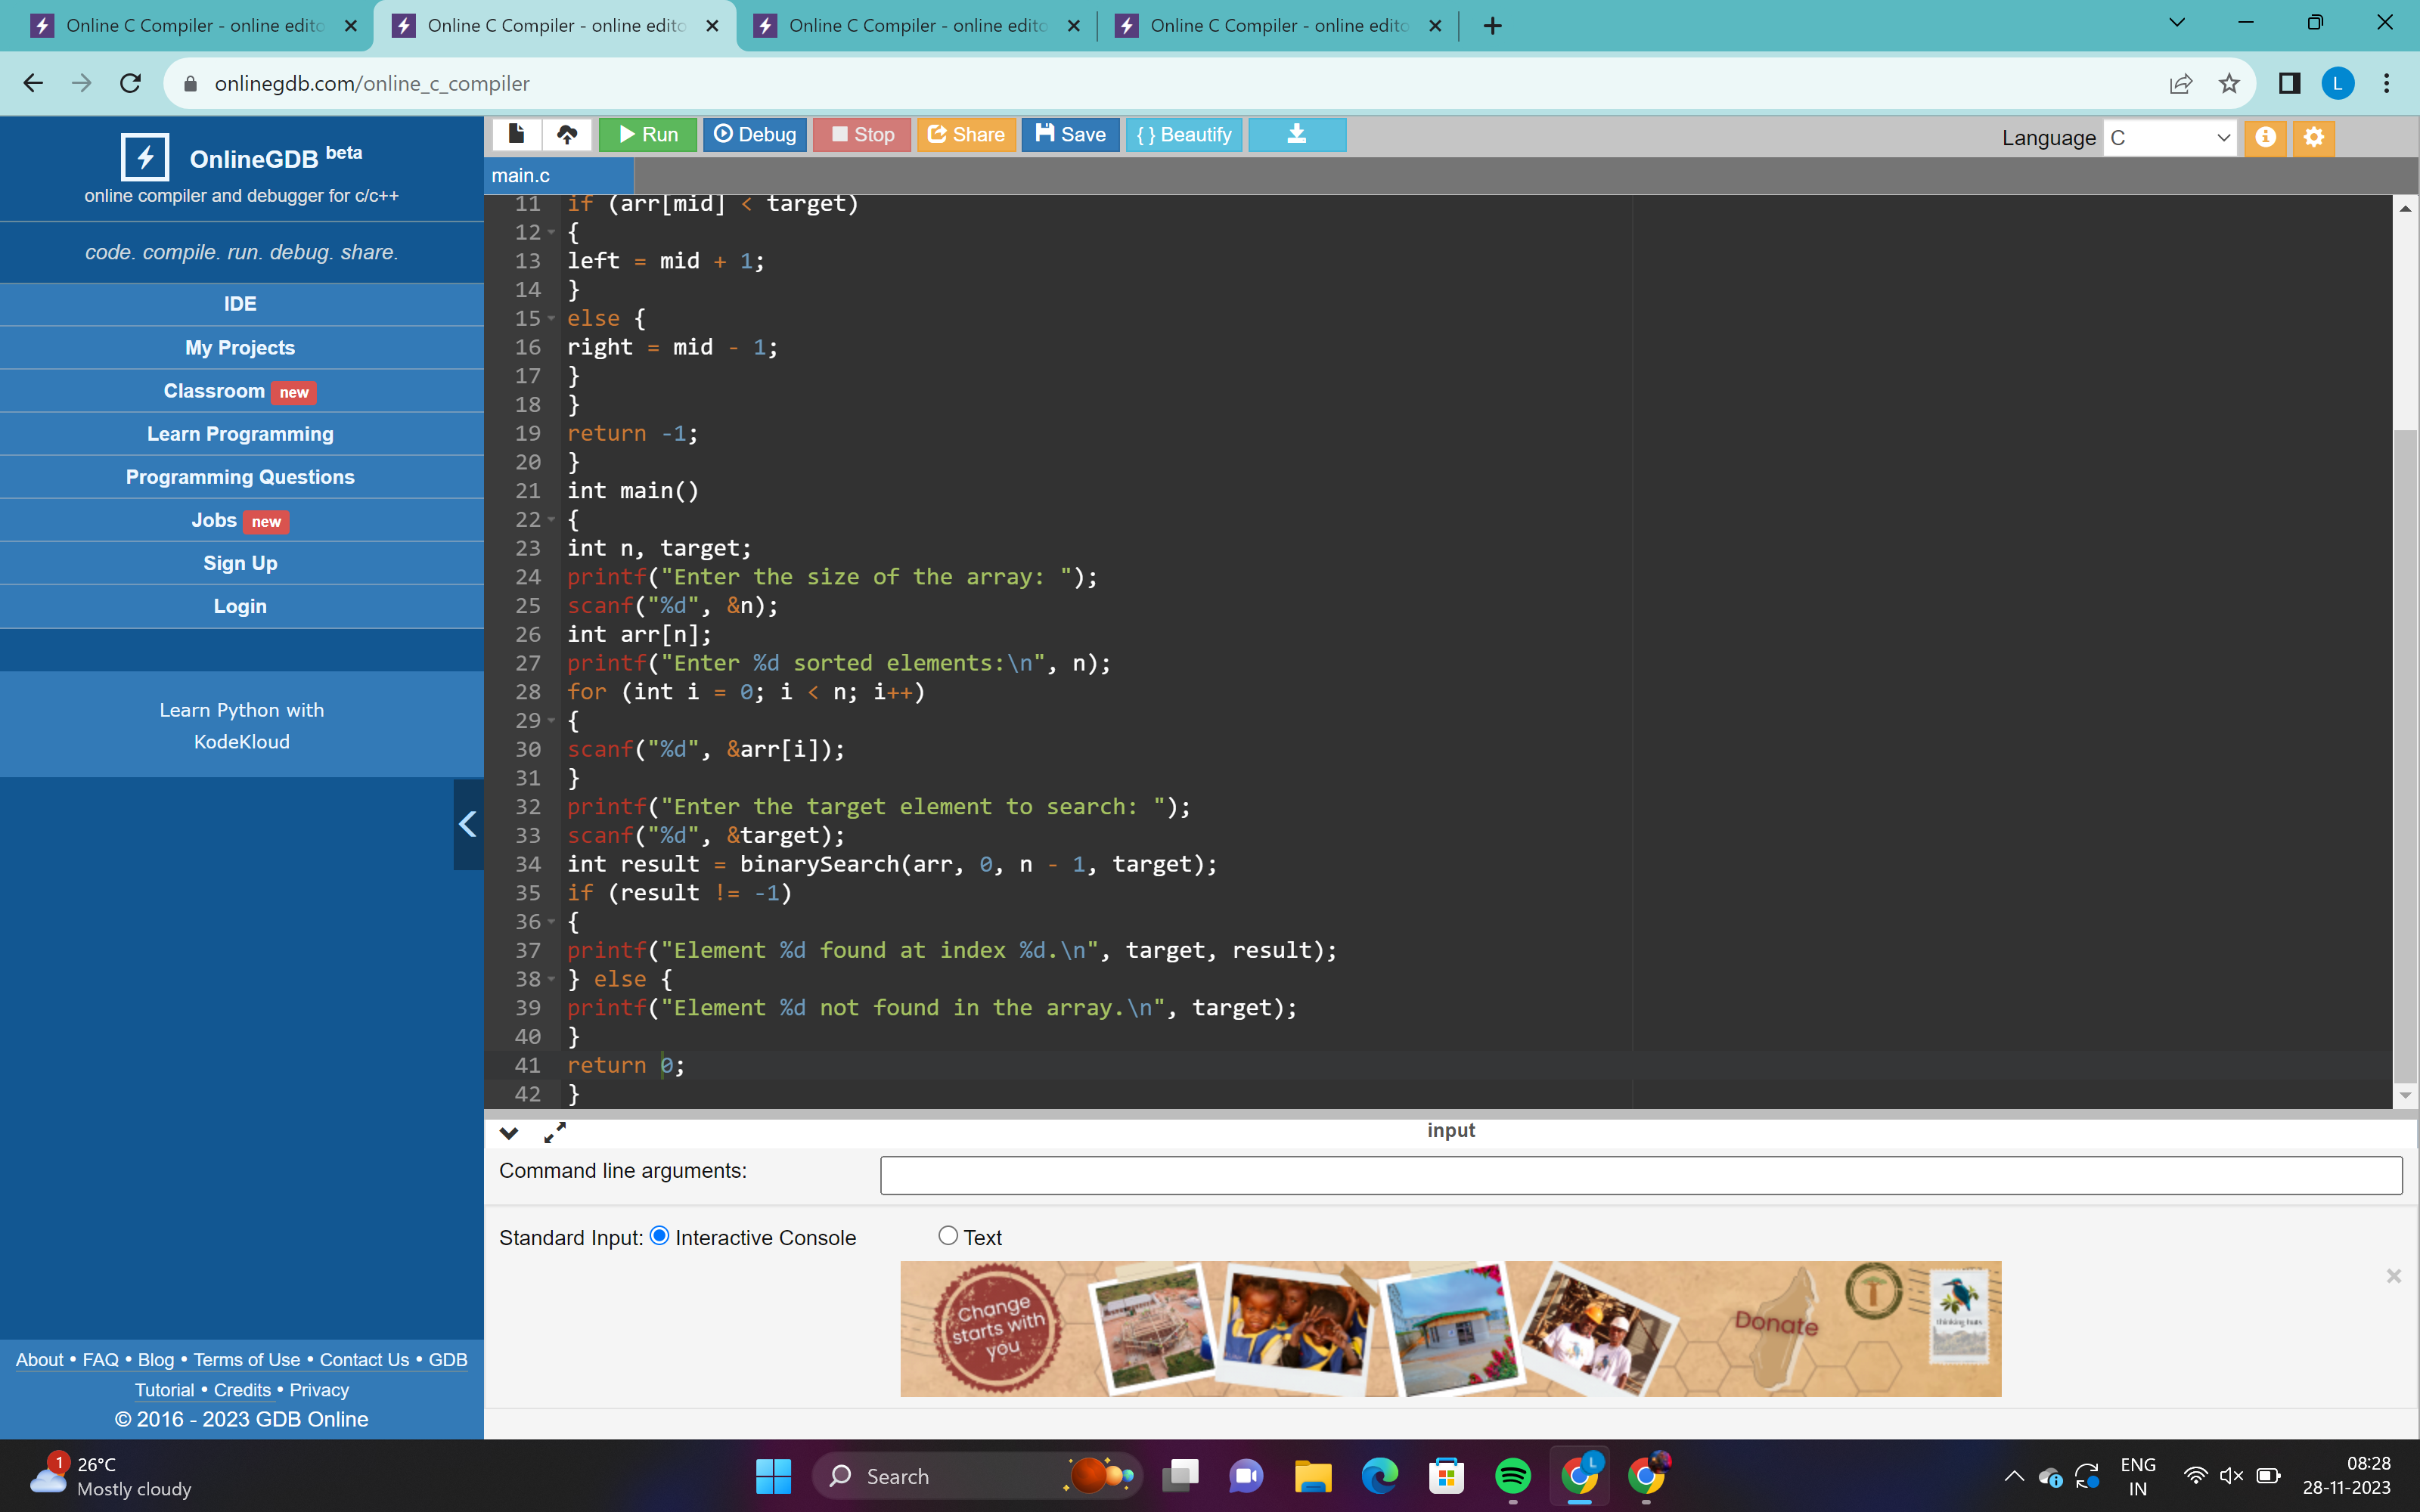 Online C Compiler - online edito
Online C Compiler - online edito
Online C Compiler - online edito
Online C Compiler - online edito
onlinegdb.com/online_c_compiler
L
OnlineGDB beta
online compiler and debugger for c/c++
code. compile. run. debug. share.
IDE
My Projects
Classroom new
Learn Programming
Programming Questions
Jobs new
Sign Up
Login
Learn Python with
KodeKloud
About • FAQ • Blog • Terms of Use • Contact Us • GDB
Tutorial • Credits • Privacy
© 2016 - 2023 GDB Online
Run Debug Stop Share Save { } Beautify
Language C
main.c
11 if (arr[mid] < target)
12 {
13 left = mid + 1;
14 }
15 else {
16 right = mid - 1;
17 }
18 }
19 return -1;
20 }
21 int main()
22 {
23 int n, target;
24 printf("Enter the size of the array: ");
25 scanf("%d", &n);
26 int arr[n];
27 printf("Enter %d sorted elements:\n", n);
28 for (int i = 0; i < n; i++)
29 {
30 scanf("%d", &arr[i]);
31 }
32 printf("Enter the target element to search: ");
33 scanf("%d", &target);
34 int result = binarySearch(arr, 0, n - 1, target);
35 if (result != -1)
36 {
37 printf("Element %d found at index %d.\n", target, result);
38 } else {
39 printf("Element %d not found in the array.\n", target);
40 }
41 return 0;
42 }
input
Command line arguments:
Standard Input: Interactive Console Text
Change
starts with
you
Donate
1
26°C
Mostly cloudy
Search
L
ENG
IN
08:28
28-11-2023